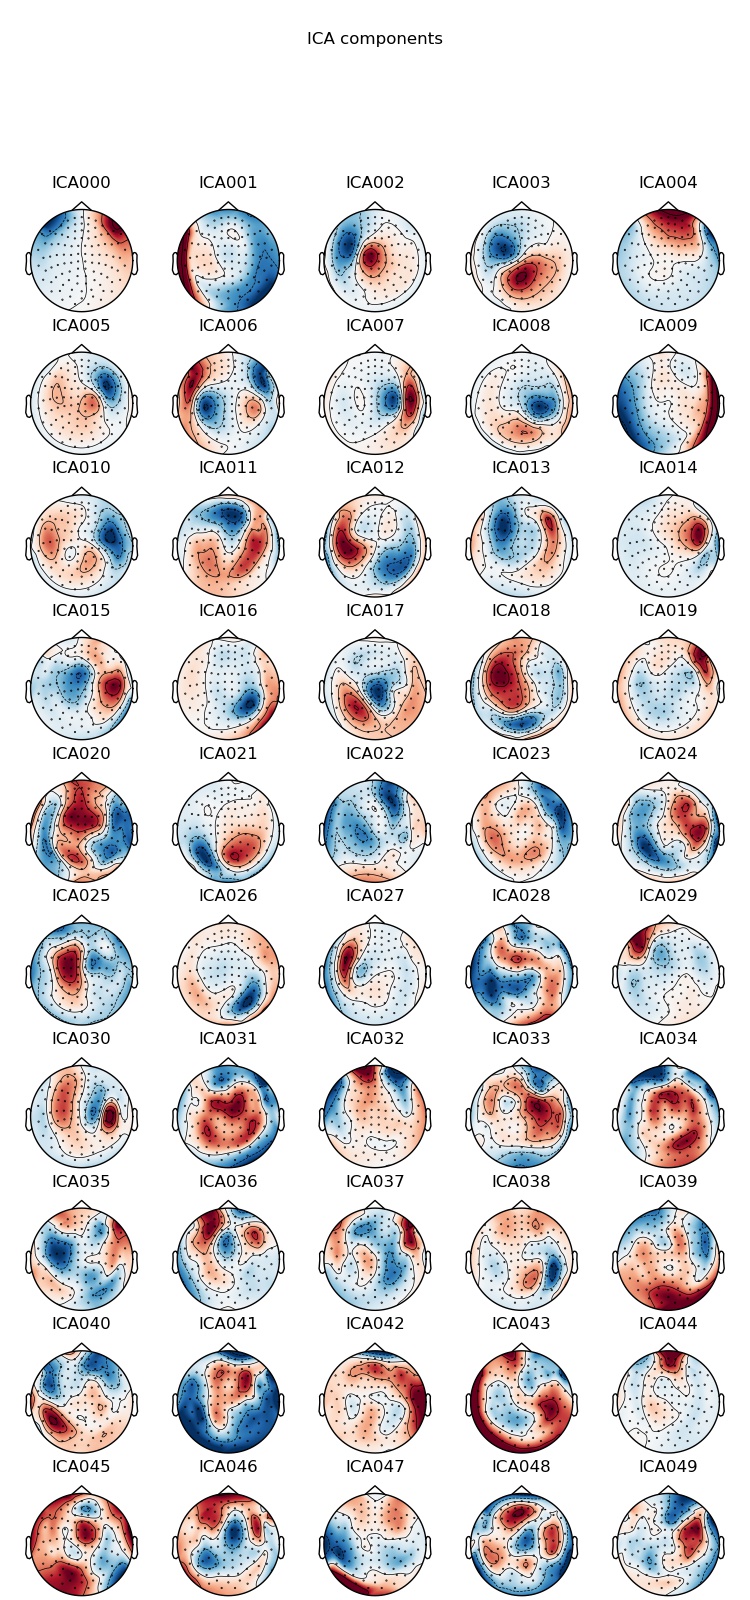 ICA components
ICA000 ICA001 ICA002 ICA003 ICA004
ICA005 ICA006 ICA007 ICA008 ICA009
ICA010 ICA011 ICA012 ICA013 ICA014
ICA015 ICA016 ICA017 ICA018 ICA019
ICA020 ICA021 ICA022 ICA023 ICA024
ICA025 ICA026 ICA027 ICA028 ICA029
ICA030 ICA031 ICA032 ICA033 ICA034
ICA035 ICA036 ICA037 ICA038 ICA039
ICA040 ICA041 ICA042 ICA043 ICA044
ICA045 ICA046 ICA047 ICA048 ICA049